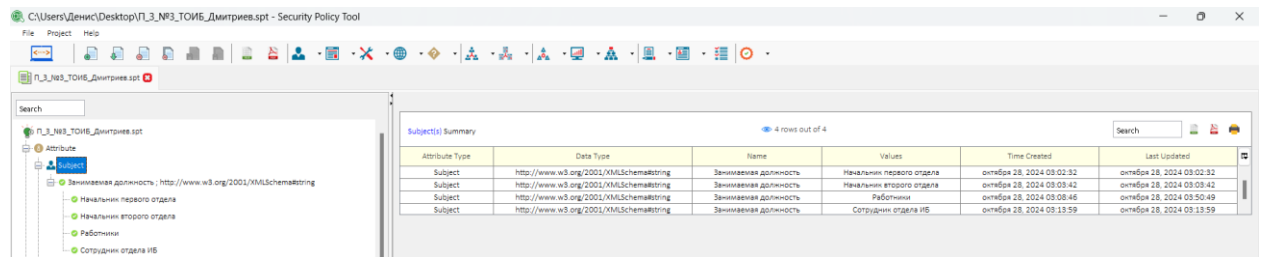 C:\Users\Денис\Desktop\П_3_№3_ТОИБ_Дмитриев.spt - Security Policy Tool
File Project Help
П_3_№3_ТОИБ_Дмитриев.spt
Search
П_3_№3_ТОИБ_Дмитриев.spt
Attribute
Subject
Занимаемая должность ; http://www.w3.org/2001/XMLSchema#string
Начальник первого отдела
Начальник второго отдела
Работники
Сотрудник отдела ИБ
Subject(s) Summary 4 rows out of 4 Search
Attribute Type Data Type Name Values Time Created Last Updated
Subject http://www.w3.org/2001/XMLSchema#string Занимаемая должность Начальник первого отдела октября 28, 2024 03:02:32 октября 28, 2024 03:02:32
Subject http://www.w3.org/2001/XMLSchema#string Занимаемая должность Начальник второго отдела октября 28, 2024 03:03:42 октября 28, 2024 03:03:42
Subject http://www.w3.org/2001/XMLSchema#string Занимаемая должность Работники октября 28, 2024 03:08:46 октября 28, 2024 03:50:49
Subject http://www.w3.org/2001/XMLSchema#string Занимаемая должность Сотрудник отдела ИБ октября 28, 2024 03:13:59 октября 28, 2024 03:13:59